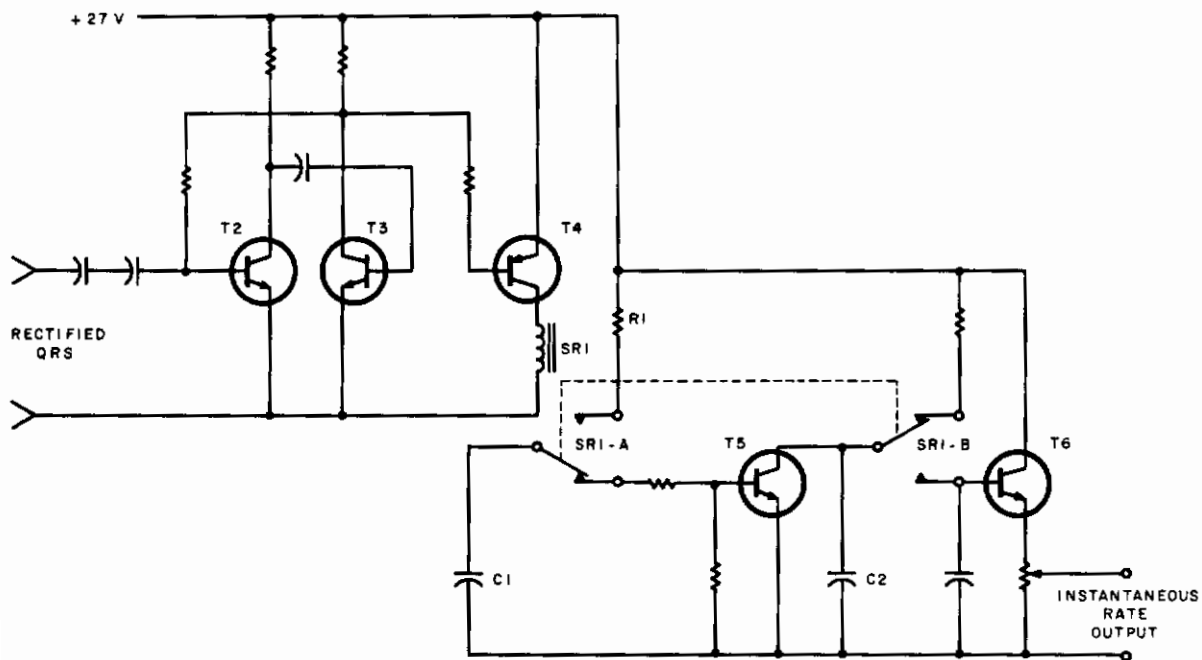 + 27 V
T2
T3
T4
RECTIFIED
QRS
SR1
R1
SR1-A
T5
SR1-B
T6
C1
C2
INSTANTANEOUS
RATE
OUTPUT